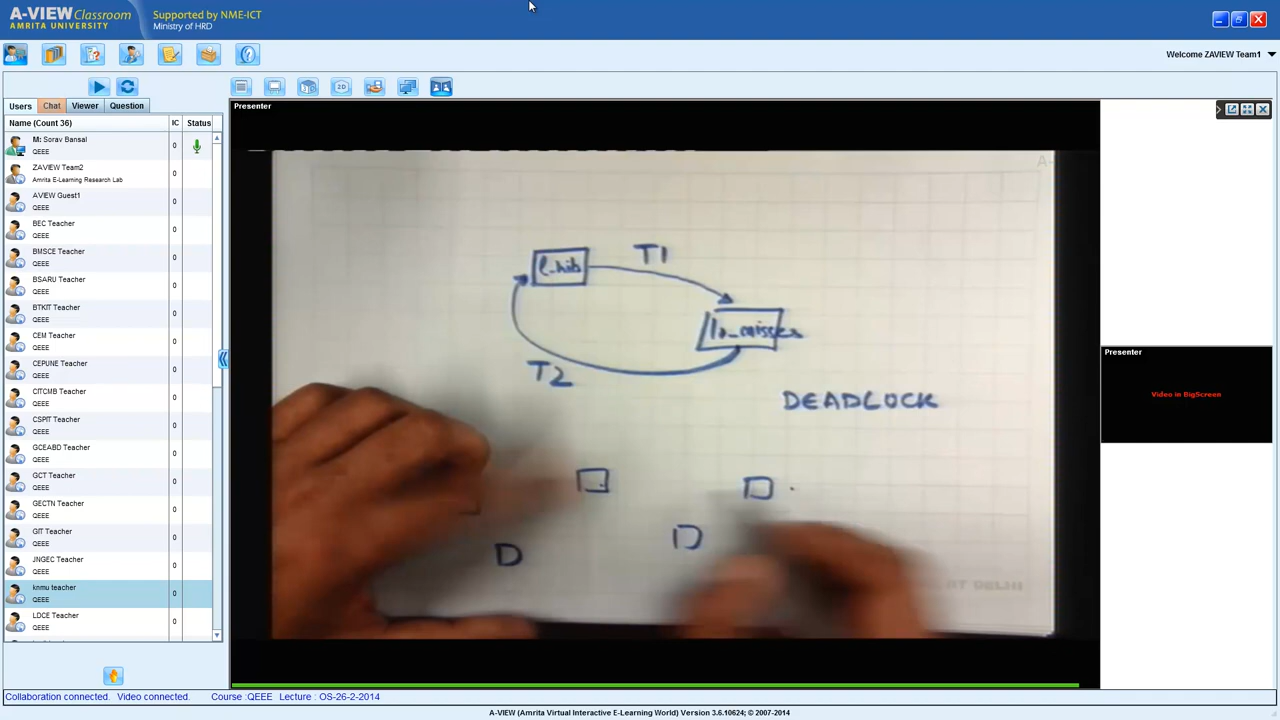 A-VIEW Classroom
AMRITA UNIVERSITY
Supported by NME-ICT
Ministry of HRD
Welcome ZAVIEW Team1
Users Chat Viewer Question
Name (Count 36) IC Status
M: Sorav Bansal 0
QEEE
ZAVIEW Team2 0
Amrita E-Learning Research Lab
AVIEW Guest1 0
QEEE
BEC Teacher 0
QEEE
BMSCE Teacher 0
QEEE
BSARU Teacher 0
QEEE
BTKIT Teacher 0
QEEE
CEM Teacher 0
QEEE
CEPUNE Teacher 0
QEEE
CITCMB Teacher 0
QEEE
CSPIT Teacher 0
QEEE
GCEABD Teacher 0
QEEE
GCT Teacher 0
QEEE
GECTN Teacher 0
QEEE
GIT Teacher 0
QEEE
JNGEC Teacher 0
QEEE
knmu teacher 0
QEEE
LDCE Teacher 0
QEEE
2D
Presenter
A-
l_hits
T1
T2
DEADLOCK
IIT DELHI
Presenter
Video in BigScreen
Collaboration connected. Video connected. Course :QEEE Lecture : OS-26-2-2014
A-VIEW (Amrita Virtual Interactive E-Learning World) Version 3.6.10624; © 2007-2014